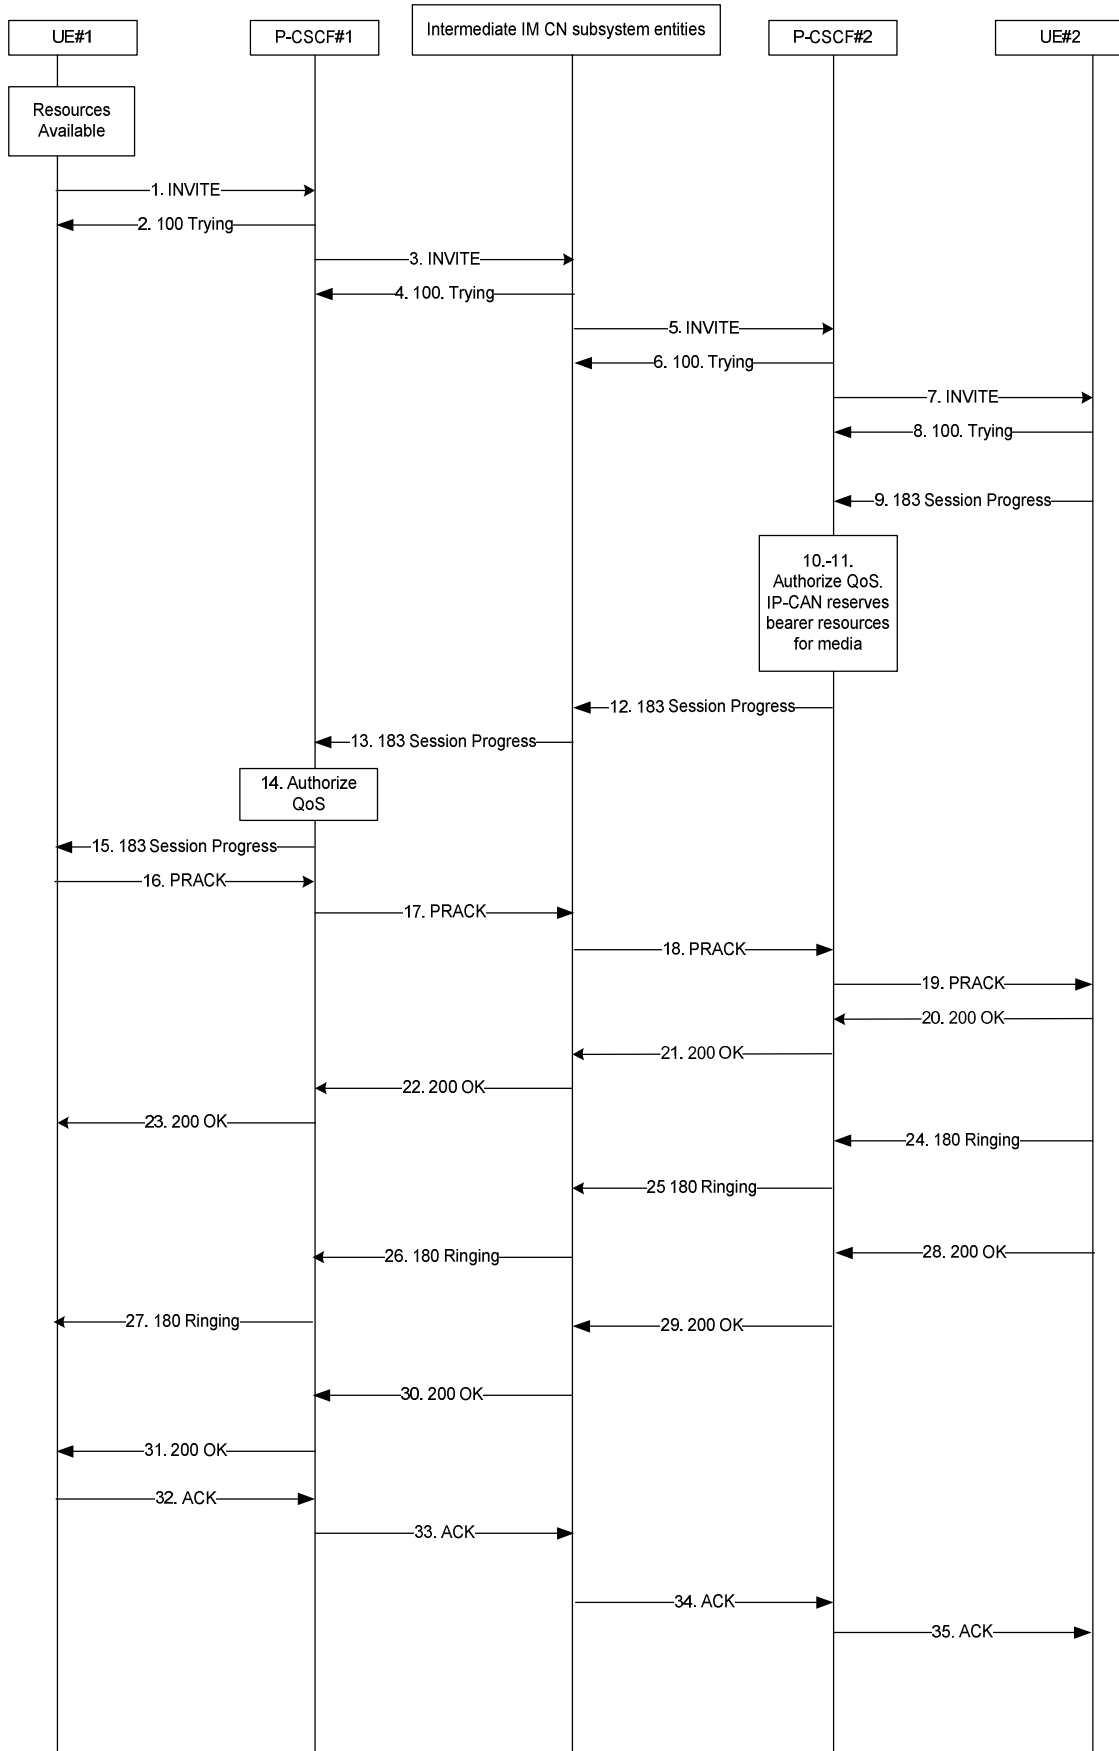 UE#1
P-CSCF#1
Intermediate IM CN subsystem entities
P-CSCF#2
UE#2
Resources
Available
1. INVITE
2. 100 Trying
3. INVITE
4. 100. Trying
5. INVITE
6. 100. Trying
7. INVITE
8. 100. Trying
9. 183 Session Progress
10.-11.
Authorize QoS.
IP-CAN reserves
bearer resources
for media
12. 183 Session Progress
13. 183 Session Progress
14. Authorize
QoS
15. 183 Session Progress
16. PRACK
17. PRACK
18. PRACK
19. PRACK
20. 200 OK
21. 200 OK
22. 200 OK
23. 200 OK
24. 180 Ringing
25 180 Ringing
26. 180 Ringing
28. 200 OK
27. 180 Ringing
29. 200 OK
30. 200 OK
31. 200 OK
32. ACK
33. ACK
34. ACK
35. ACK